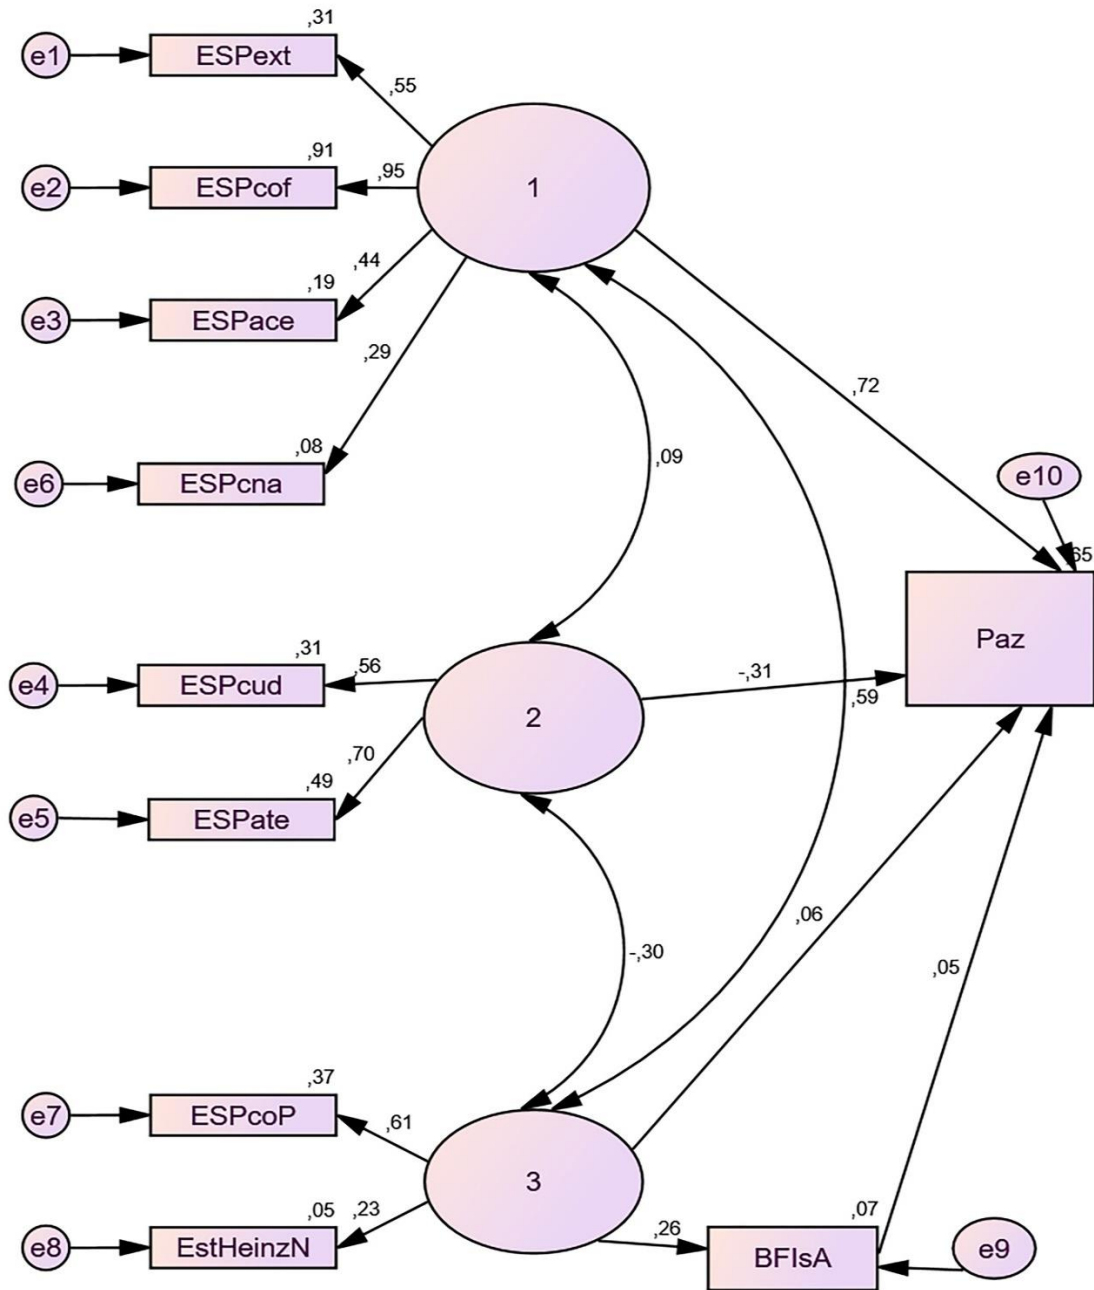 ,31
e1
ESPext
,55
,91
e2
ESPcof
,95
1
,44
,19
e3
ESPace
,29
,72
,08
e6
ESPcna
,09
e10
,65
Paz
,31
e4
ESPcud
,56
2
-,31
,59
,70
,49
e5
ESPate
,06
-,30
,05
,37
e7
ESPcoP
,61
3
,05
,23
e8
EstHeinzN
,26
,07
BFIsA
e9